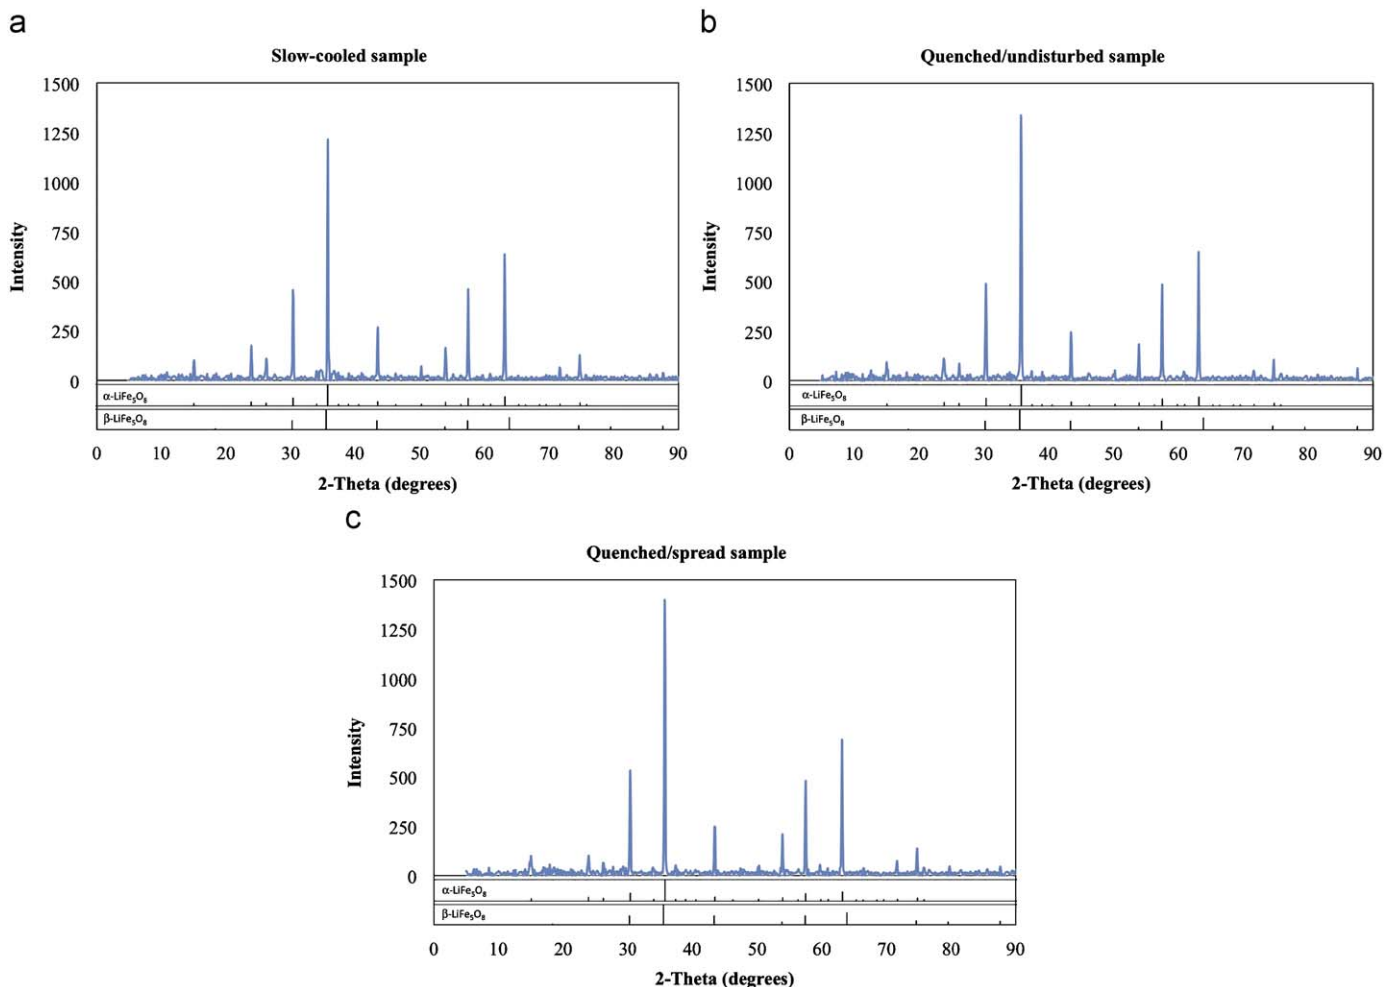 a
Slow-cooled sample
1500
1250
1000
750
500
250
0
Intensity
α-LiFe₅O₈
β-LiFe₅O₈
0 10 20 30 40 50 60 70 80 90
2-Theta (degrees)
b
Quenched/undisturbed sample
1500
1250
1000
750
500
250
0
Intensity
α-LiFe₅O₈
β-LiFe₅O₈
0 10 20 30 40 50 60 70 80 90
2-Theta (degrees)
c
Quenched/spread sample
1500
1250
1000
750
500
250
0
Intensity
α-LiFe₅O₈
β-LiFe₅O₈
0 10 20 30 40 50 60 70 80 90
2-Theta (degrees)